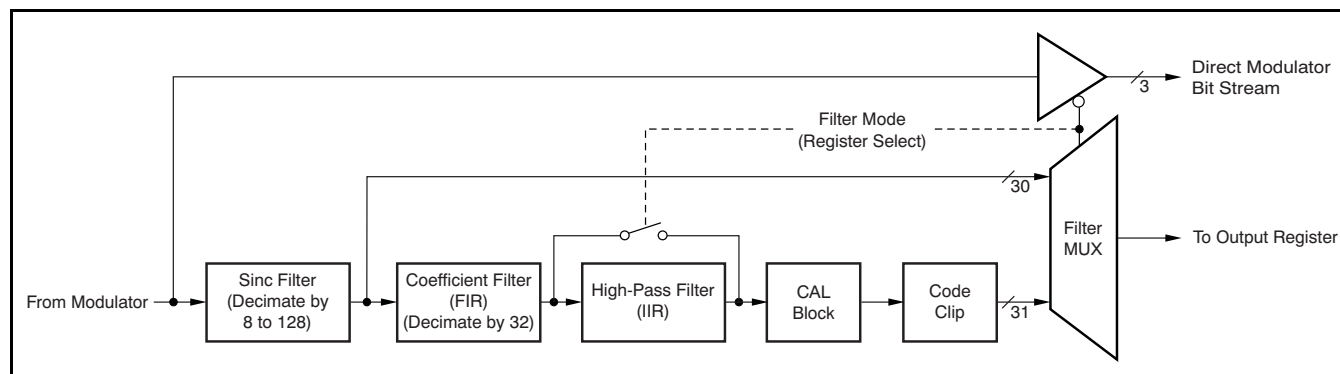 Direct Modulator
Bit Stream
3
Filter Mode
(Register Select)
30
Filter
MUX
To Output Register
From Modulator
Sinc Filter
(Decimate by
8 to 128)
Coefficient Filter
(FIR)
(Decimate by 32)
High-Pass Filter
(IIR)
CAL
Block
Code
Clip
31